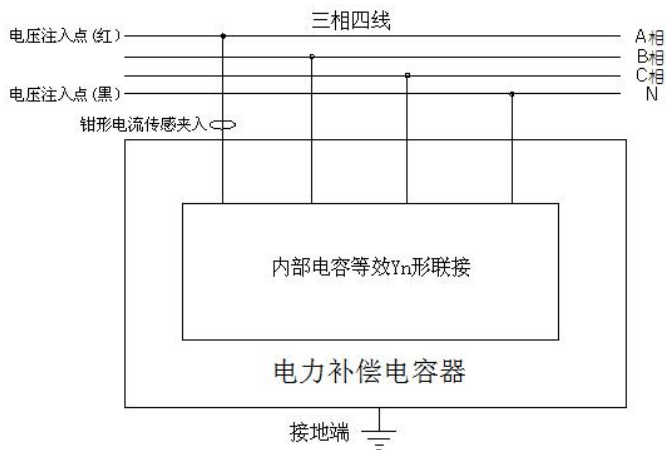 三相四线
电压注入点(红)
A相
B相
C相
电压注入点(黑)
N
钳形电流传感夹入
内部电容等效Yn形联接
电力补偿电容器
接地端